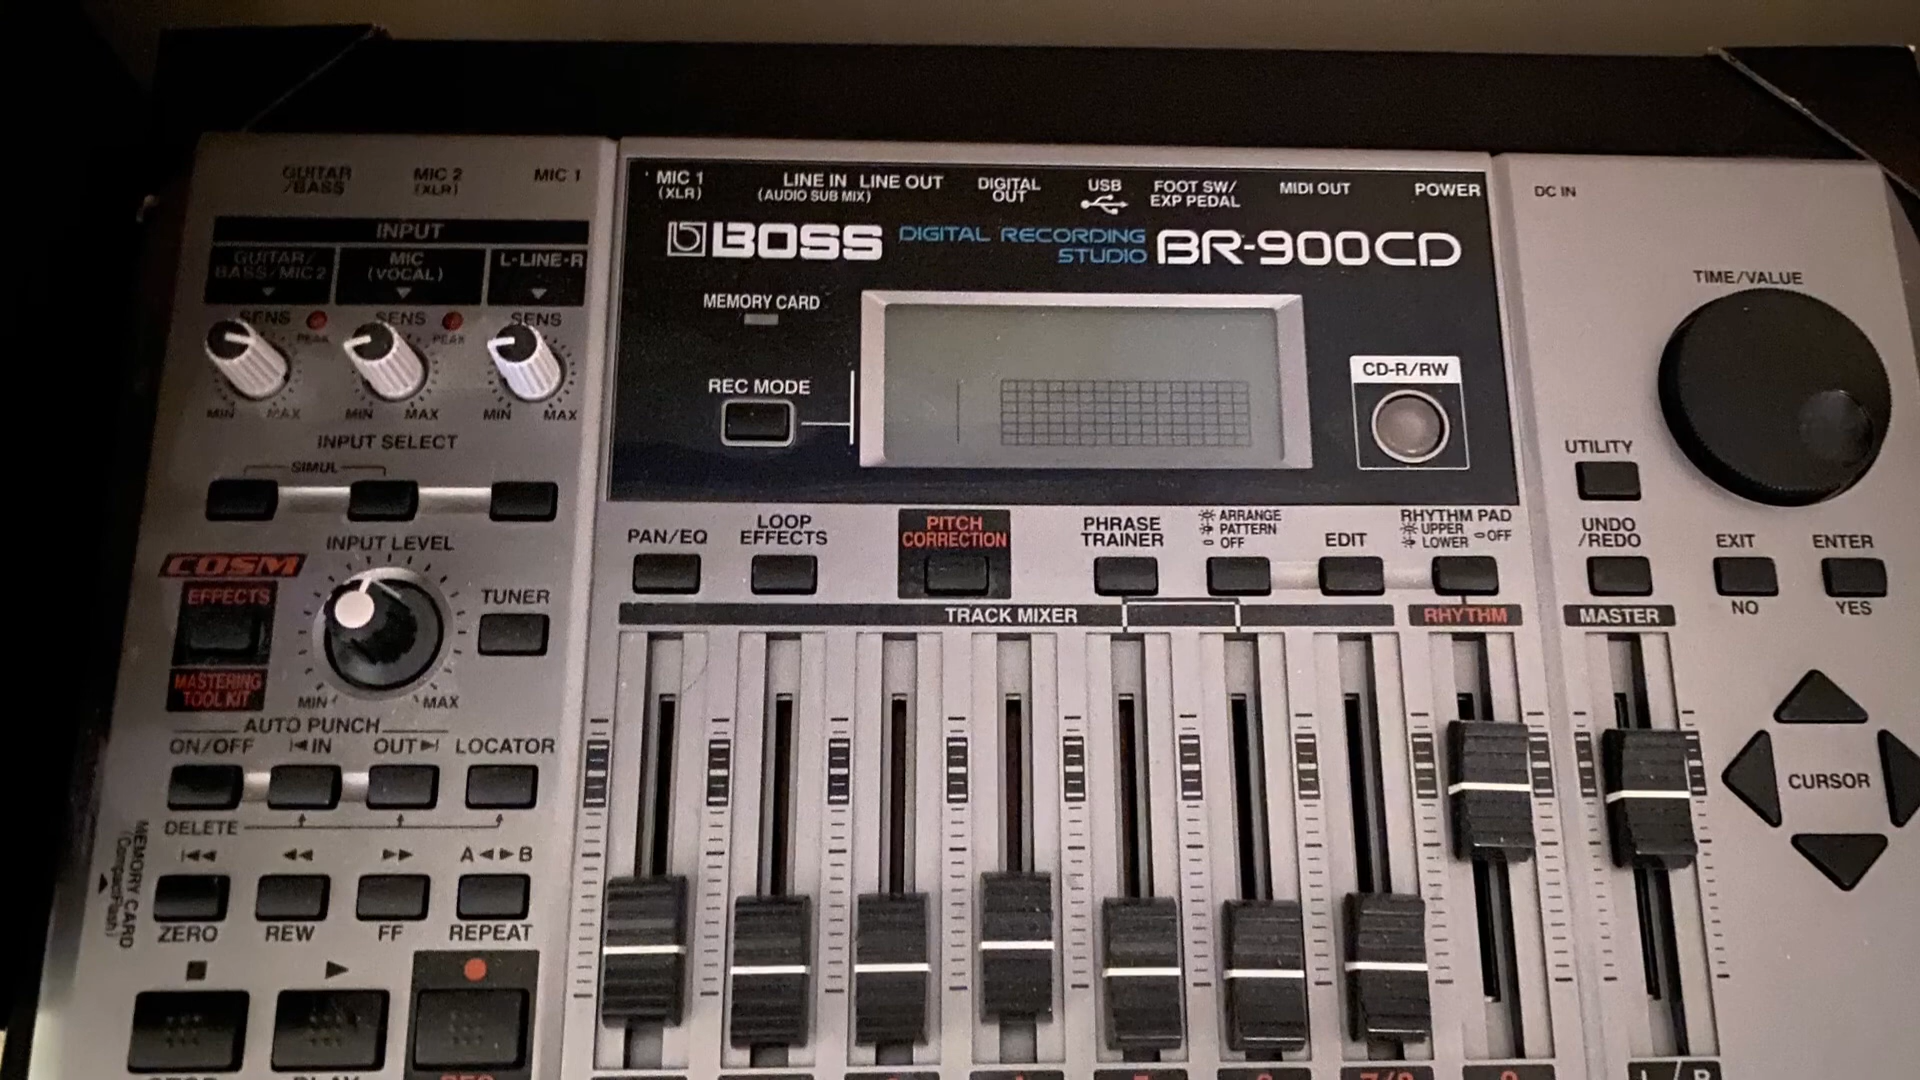 GUITAR
/BASS
MIC 2
(XLR)
MIC 1
MIC 1
(XLR)
LINE IN
(AUDIO SUB MIX)
LINE OUT
DIGITAL
OUT
USB
FOOT SW/
EXP PEDAL
MIDI OUT
POWER
DC IN
INPUT
GUITAR/
BASS/MIC2
MIC
(VOCAL)
L-LINE-R
SENS
PEAK
SENS
PEAK
SENS
MIN MAX
MIN MAX
MIN MAX
BOSS
DIGITAL RECORDING
STUDIO
BR-900CD
MEMORY CARD
REC MODE
CD-R/RW
TIME/VALUE
INPUT SELECT
SIMUL
UTILITY
INPUT LEVEL
COSM
EFFECTS
MASTERING
TOOL KIT
MIN MAX
TUNER
PAN/EQ
LOOP
EFFECTS
PITCH
CORRECTION
PHRASE
TRAINER
ARRANGE
PATTERN
OFF
EDIT
RHYTHM PAD
UPPER
LOWER
OFF
UNDO
/REDO
EXIT
NO
ENTER
YES
TRACK MIXER
RHYTHM
MASTER
AUTO PUNCH
ON/OFF
IN
OUT
LOCATOR
DELETE
CURSOR
A◄►B
ZERO
REW
FF
REPEAT
MEMORY CARD
(CompactFlash)